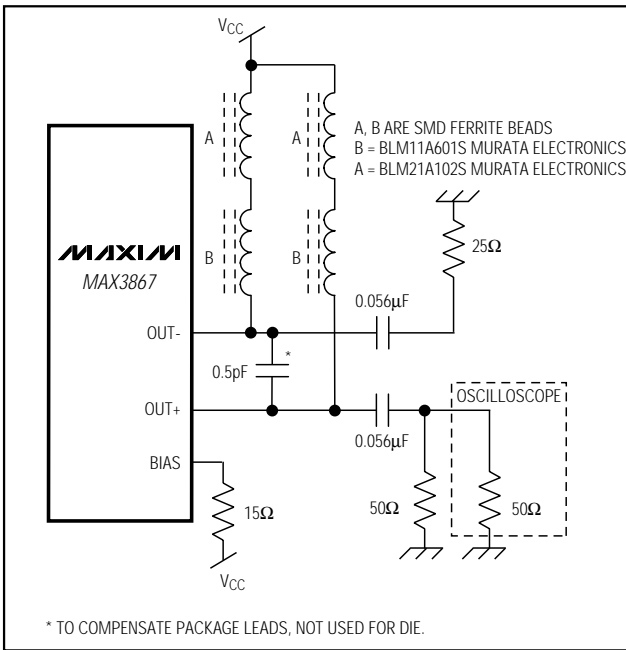 VCC
A
A
A, B ARE SMD FERRITE BEADS
B = BLM11A601S MURATA ELECTRONICS
A = BLM21A102S MURATA ELECTRONICS
MAXIM
MAX3867
B
B
25Ω
0.056μF
OUT-
*
0.5pF
OUT+
0.056μF
OSCILLOSCOPE
BIAS
15Ω
50Ω
50Ω
VCC
* TO COMPENSATE PACKAGE LEADS, NOT USED FOR DIE.